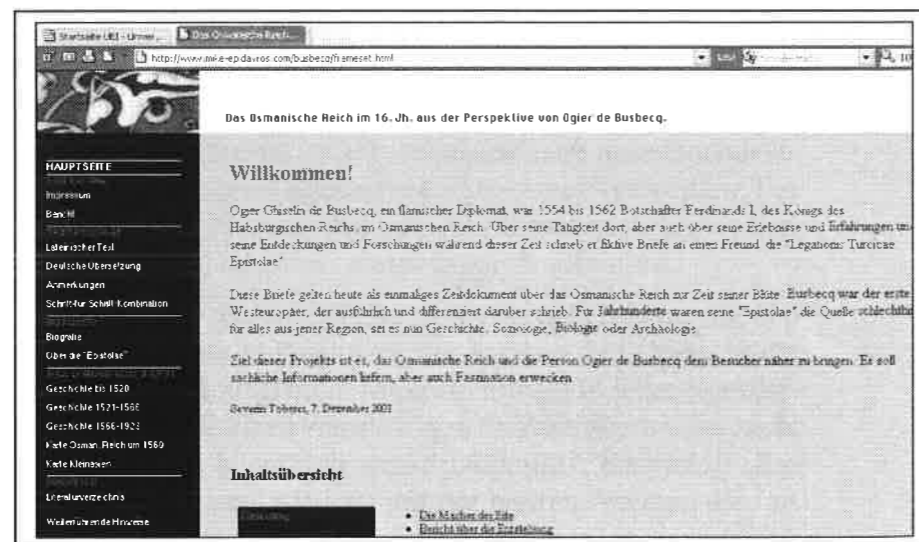 Das Osmanische Reich
http://www.mike-epidavros.com/busbecq/frameset.html
Das Osmanische Reich im 16. Jh. aus der Perspektive von Ogier de Busbecq.
HAUPTSEITE
Impressum
Bericht
Lateinischer Text
Deutsche Übersetzung
Anmerkungen
Schritt-für-Schritt-Kombination
Biografie
Über die "Epistolae"
Geschichte bis 1520
Geschichte 1521-1566
Geschichte 1566-1923
Karte Osman. Reich um 1560
Karte Kleinasien
Literaturverzeichnis
Weiterführende Hinweise
Willkommen!
Ogier Ghiselin de Busbecq, ein flämischer Diplomat, war 1554 bis 1562 Botschafter Ferdinands I, des Königs des
Habsburgischen Reichs, im Osmanischen Reich. Über seine Tätigkeit dort, aber auch über seine Erlebnisse und Erfahrungen un
seine Entdeckungen und Forschungen während dieser Zeit schrieb er fiktive Briefe an einen Freund, die "Legationis Turcicae
Epistolae"
Diese Briefe gelten heute als einmaliges Zeitdokument über das Osmanische Reich zur Zeit seiner Blüte. Busbecq war der erste
Westeuropäer, der ausführlich und differenziert darüber schrieb. Für Jahrhunderte waren seine "Epistolae" die Quelle schlechthin
für alles aus jener Region, sei es nun Geschichte, Soziologie, Biologie oder Archäologie.
Ziel dieses Projekts ist es, das Osmanische Reich und die Person Ogier de Busbecq dem Besucher näher zu bringen. Es soll
sachliche Informationen liefern, aber auch Faszination erwecken.
7. Dezember
Inhaltsübersicht
Die Macher der Site
Bericht über die Entstehung